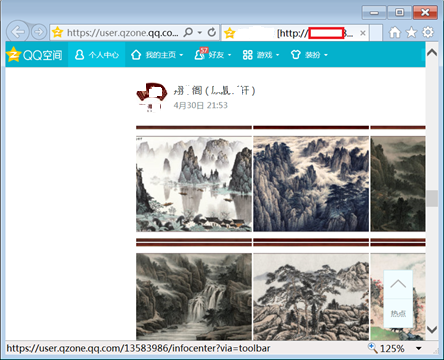 https://user.qzone.qq.co...
[http://
QQ空间 个人中心 我的主页 好友 游戏 装扮
57
4月30日 21:53
热点
https://user.qzone.qq.com/13583986/infocenter?via=toolbar
125%